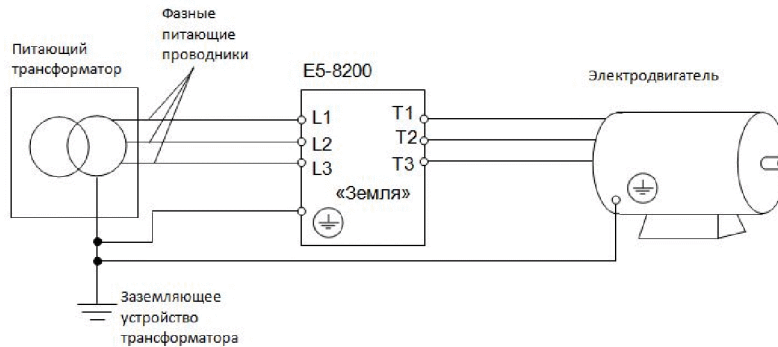 Фазные
питающие
проводники
Питающий
трансформатор
E5-8200
Электродвигатель
L1
T1
L2
T2
L3
T3
«Земля»
Заземляющее
устройство
трансформатора